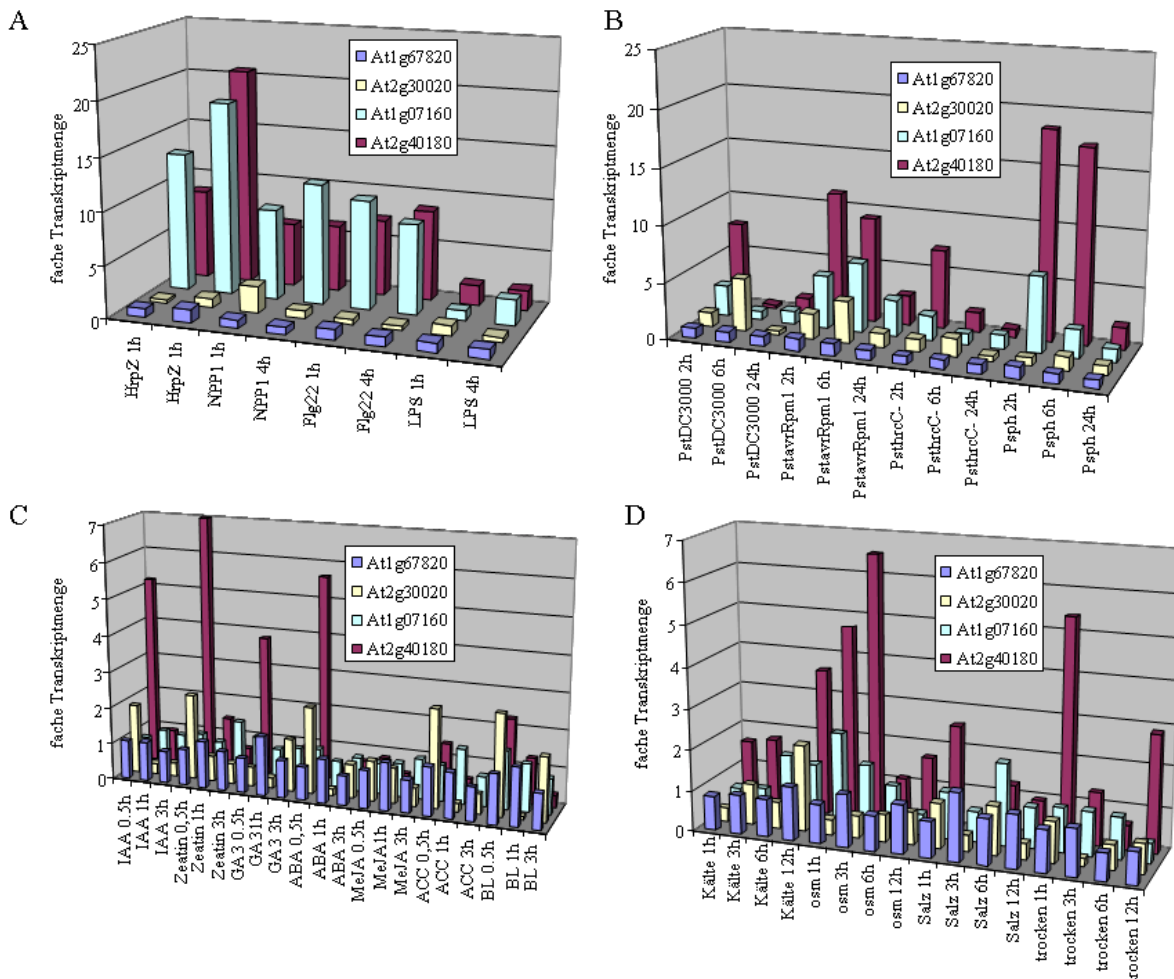 A
fache Transkriptmenge
25
20
15
10
5
0
At1g67820
At2g30020
At1g07160
At2g40180
HrpZ 1h
HrpZ 1h
NPP1 1h
NPP1 4h
Flg22 1h
Flg22 4h
LPS 1h
LPS 4h
B
fache Transkriptmenge
25
20
15
10
5
0
At1g67820
At2g30020
At1g07160
At2g40180
PstDC3000 2h
PstDC3000 6h
PstDC3000 24h
PstavrRpm1 2h
PstavrRpm1 6h
PstavrRpm1 24h
PsthrcC- 2h
PsthrcC- 6h
PsthrcC- 24h
Psph 2h
Psph 6h
Psph 24h
C
fache Transkriptmenge
7
6
5
4
3
2
1
0
At1g67820
At2g30020
At1g07160
At2g40180
IAA 0.5h
IAA 1h
IAA 3h
Zeatin 0,5h
Zeatin 1h
Zeatin 3h
GA3 0.5h
GA3 1h
GA3 3h
ABA 0,5h
ABA 1h
ABA 3h
MeJA 0.5h
MeJA1h
MeJA 3h
ACC 0,5h
ACC 1h
ACC 3h
BL 0.5h
BL 1h
BL 3h
D
fache Transkriptmenge
7
6
5
4
3
2
1
0
At1g67820
At2g30020
At1g07160
At2g40180
Kälte 1h
Kälte 3h
Kälte 6h
Kälte 12h
osm 1h
osm 3h
osm 6h
osm 12h
Salz 1h
Salz 3h
Salz 6h
Salz 12h
trocken 1h
trocken 3h
trocken 6h
trocken 12h